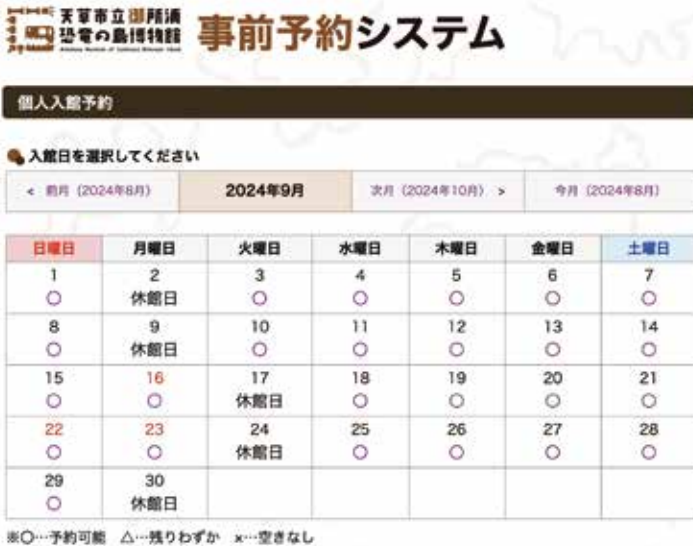 天草市立御所浦
恐竜の島博物館
事前予約システム
個人入館予約
入館日を選択してください
< 前月（2024年8月） 2024年9月 次月（2024年10月） > 今月（2024年8月）
日曜日 月曜日 火曜日 水曜日 木曜日 金曜日 土曜日
1 2 3 4 5 6 7
○ 休館日 ○ ○ ○ ○ ○
8 9 10 11 12 13 14
○ 休館日 ○ ○ ○ ○ ○
15 16 17 18 19 20 21
○ ○ 休館日 ○ ○ ○ ○
22 23 24 25 26 27 28
○ ○ 休館日 ○ ○ ○ ○
29 30
○ 休館日
※○…予約可能 △…残りわずか ×…空きなし